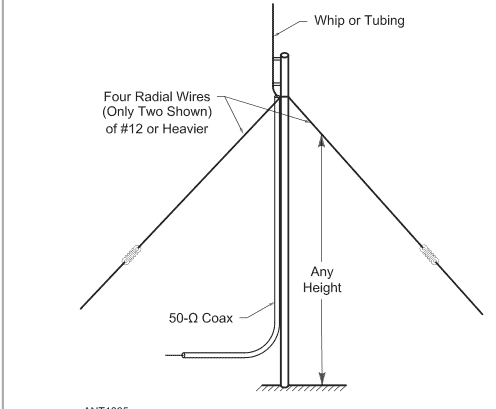 Whip or Tubing
Four Radial Wires
(Only Two Shown)
of #12 or Heavier
Any
Height
50-Ω Coax